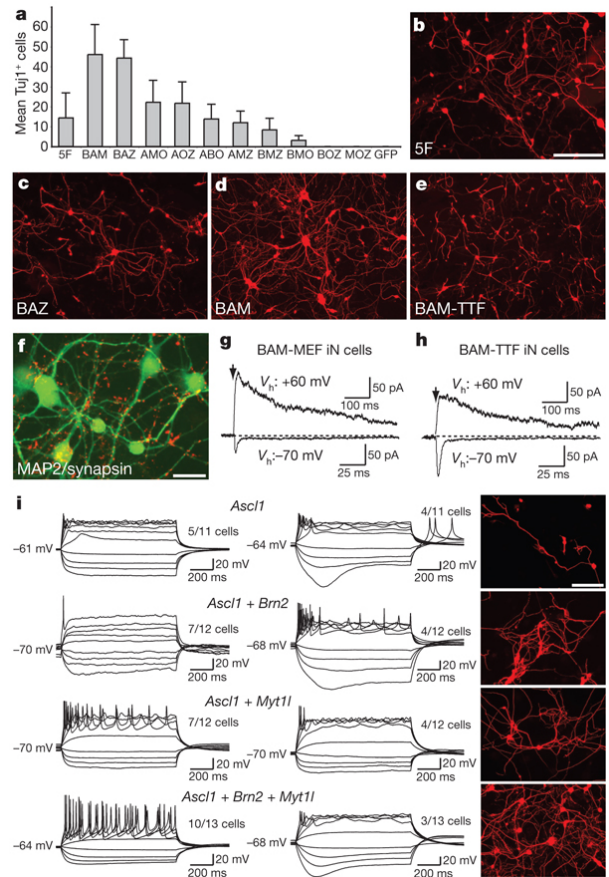 a
Mean Tuj1+ cells
60
50
40
30
20
10
0
5F BAM BAZ AMO AOZ ABO AMZ BMZ BMO BOZ MOZ GFP
b
5F
c
BAZ
d
BAM
e
BAM-TTF
f
MAP2/synapsin
g
BAM-MEF iN cells
Vh: +60 mV
50 pA
100 ms
Vh: −70 mV
50 pA
25 ms
h
BAM-TTF iN cells
Vh: +60 mV
50 pA
100 ms
Vh: −70 mV
50 pA
25 ms
i
Ascl1
−61 mV
5/11 cells
20 mV
200 ms
−64 mV
4/11 cells
20 mV
200 ms
Ascl1 + Brn2
−70 mV
7/12 cells
20 mV
200 ms
−68 mV
4/12 cells
20 mV
200 ms
Ascl1 + Myt1l
−70 mV
7/12 cells
20 mV
200 ms
−70 mV
4/12 cells
20 mV
200 ms
Ascl1 + Brn2 + Myt1l
−64 mV
10/13 cells
20 mV
200 ms
−68 mV
3/13 cells
20 mV
200 ms